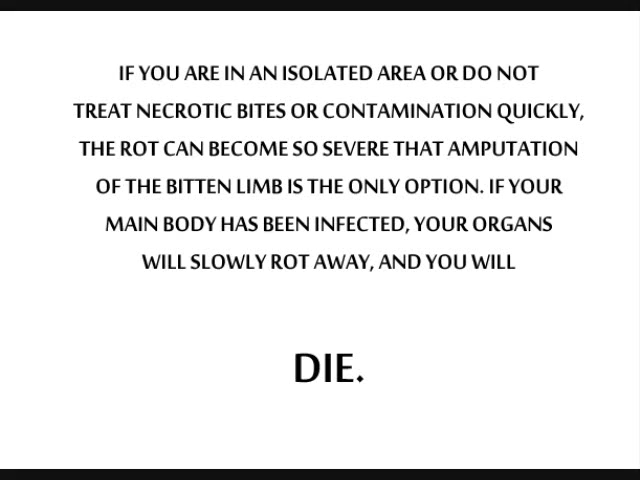 IF YOU ARE IN AN ISOLATED AREA OR DO NOT
TREAT NECROTIC BITES OR CONTAMINATION QUICKLY,
THE ROT CAN BECOME SO SEVERE THAT AMPUTATION
OF THE BITTEN LIMB IS THE ONLY OPTION. IF YOUR
MAIN BODY HAS BEEN INFECTED, YOUR ORGANS
WILL SLOWLY ROT AWAY, AND YOU WILL
DIE.